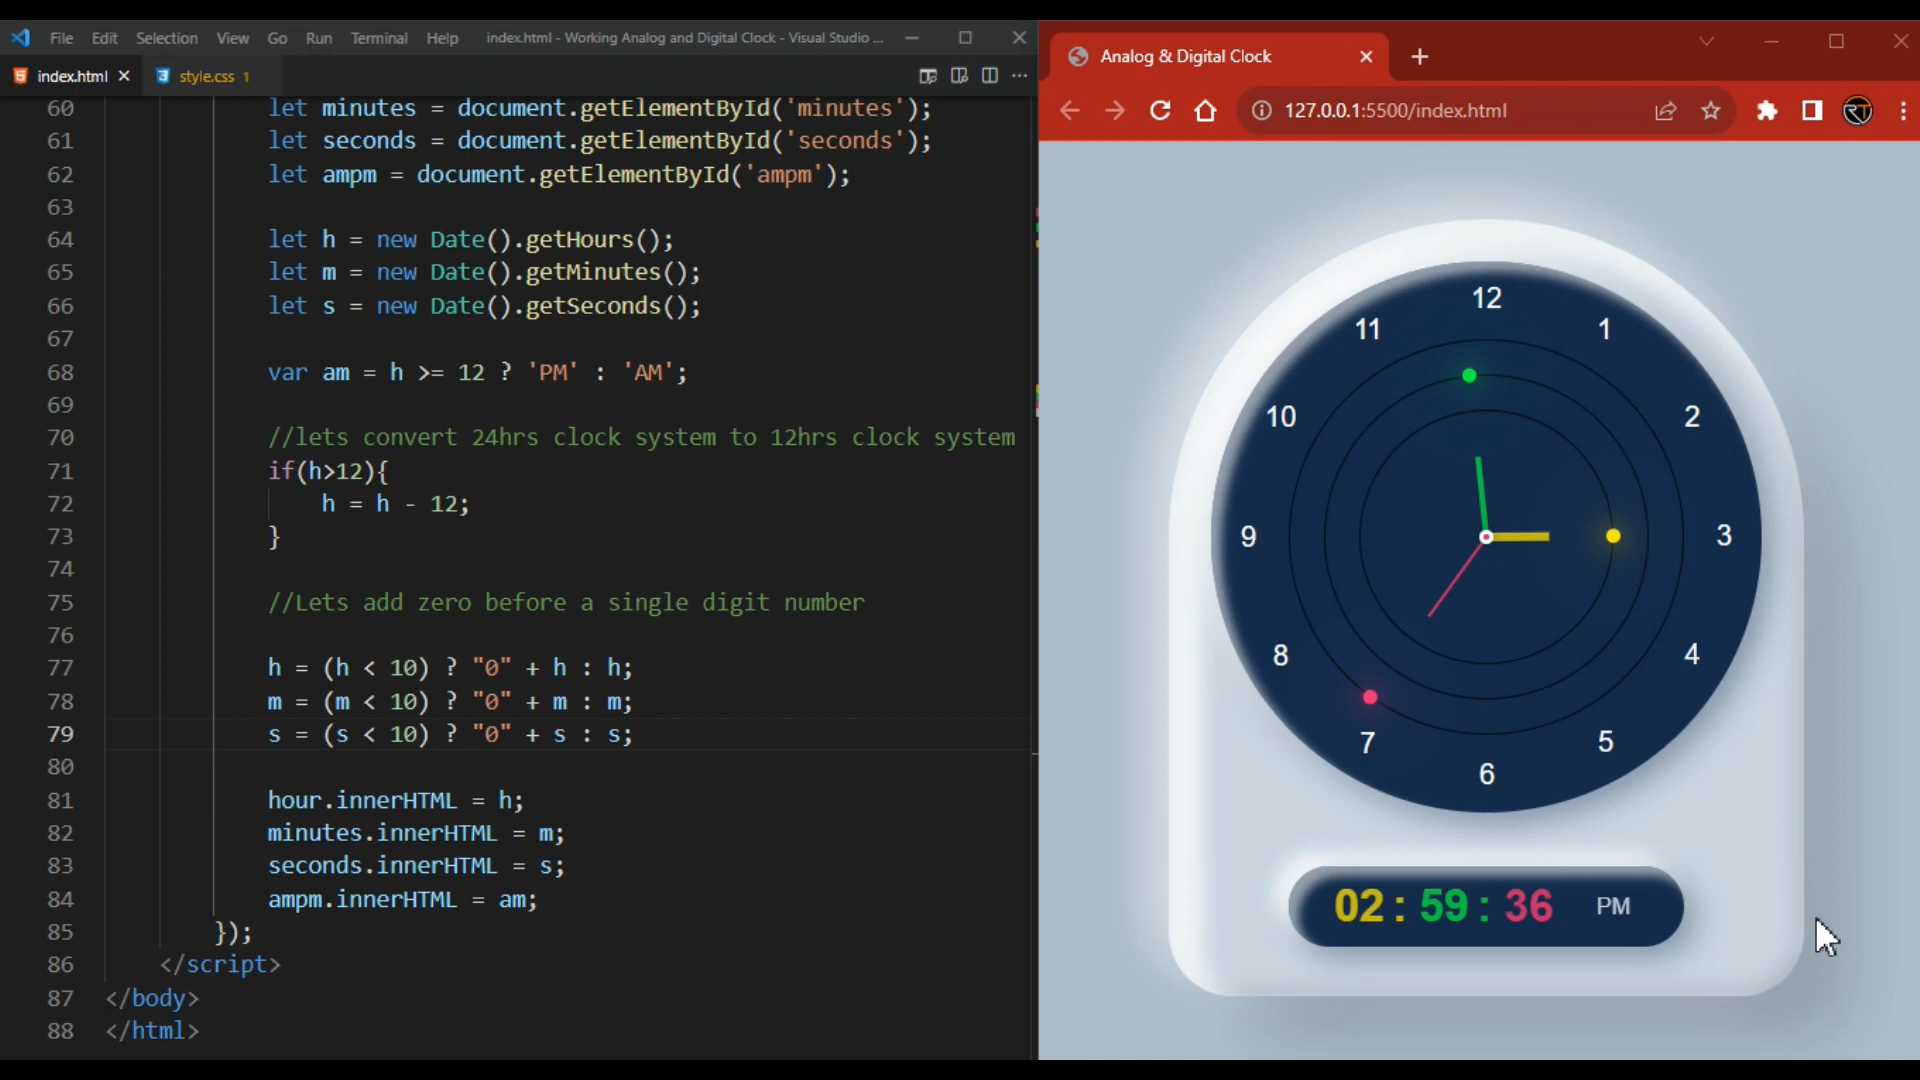 File Edit Selection View Go Run Terminal Help index.html - Working Analog and Digital Clock - Visual Studio ...
index.html style.css 1
60 let minutes = document.getElementById('minutes');
61 let seconds = document.getElementById('seconds');
62 let ampm = document.getElementById('ampm');
63
64 let h = new Date().getHours();
65 let m = new Date().getMinutes();
66 let s = new Date().getSeconds();
67
68 var am = h >= 12 ? 'PM' : 'AM';
69
70 //lets convert 24hrs clock system to 12hrs clock system
71 if(h>12){
72 h = h - 12;
73 }
74
75 //Lets add zero before a single digit number
76
77 h = (h < 10) ? "0" + h : h;
78 m = (m < 10) ? "0" + m : m;
79 s = (s < 10) ? "0" + s : s;
80
81 hour.innerHTML = h;
82 minutes.innerHTML = m;
83 seconds.innerHTML = s;
84 ampm.innerHTML = am;
85 });
86 </script>
87 </body>
88 </html>
Analog & Digital Clock
127.0.0.1:5500/index.html
RT
12
1
2
3
4
5
6
7
8
9
10
11
02 : 59 : 36 PM